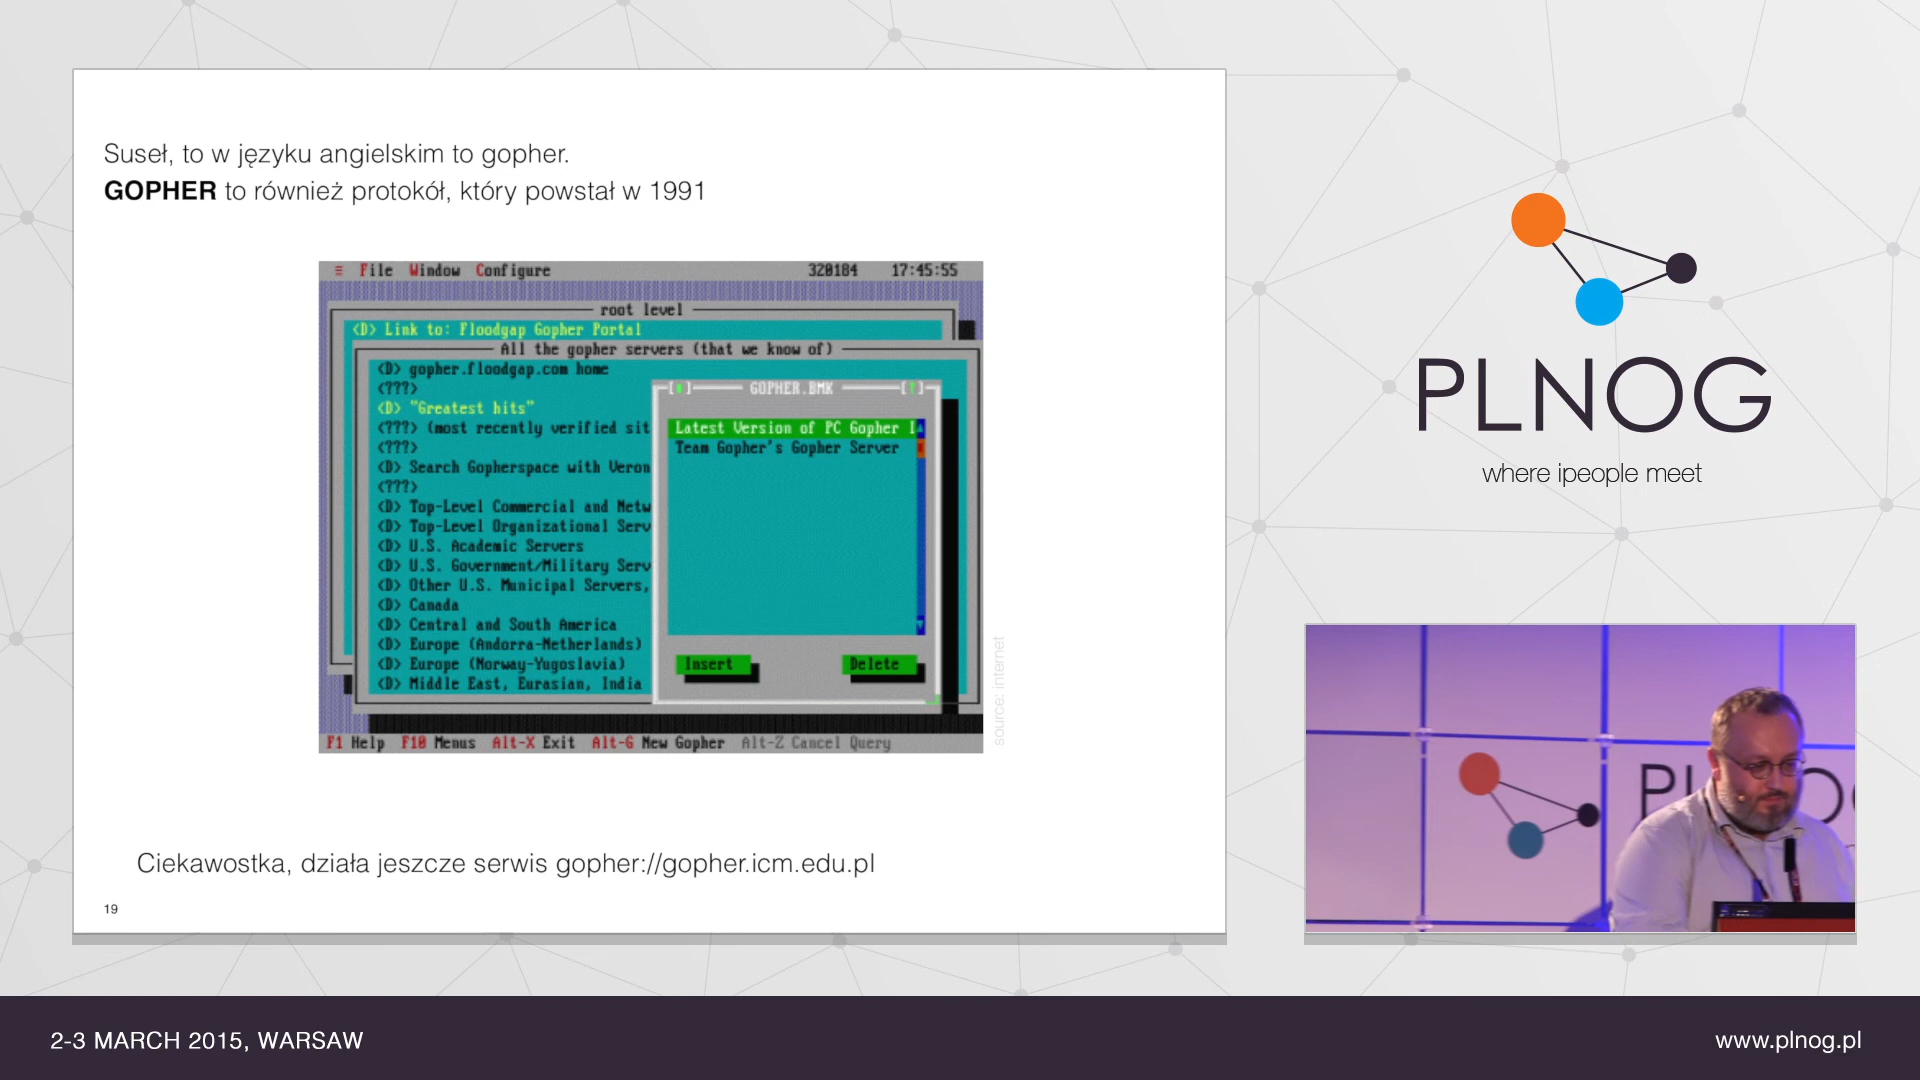 Suseł, to w języku angielskim to gopher.
GOPHER to również protokół, który powstał w 1991
≡ File Window Configure 320184 17:45:55
root level
<D> Link to: Floodgap Gopher Portal
All the gopher servers (that we know of)
<D> gopher.floodgap.com home
<???>
<D> "Greatest hits"
<???> (most recently verified sit
<???>
<D> Search Gopherspace with Veron
<???>
<D> Top-Level Commercial and Netw
<D> Top-Level Organizational Serv
<D> U.S. Academic Servers
<D> U.S. Government/Military Serv
<D> Other U.S. Municipal Servers,
<D> Canada
<D> Central and South America
<D> Europe (Andorra-Netherlands)
<D> Europe (Norway-Yugoslavia)
<D> Middle East, Eurasian, India
GOPHER.BMK
Latest Version of PC Gopher I
Team Gopher's Gopher Server
Insert Delete
F1 Help F10 Menus Alt-X Exit Alt-G New Gopher Alt-Z Cancel Query
source: internet
Ciekawostka, działa jeszcze serwis gopher://gopher.icm.edu.pl
19
PLNOG
where ipeople meet
PLNOG
2-3 MARCH 2015, WARSAW
www.plnog.pl